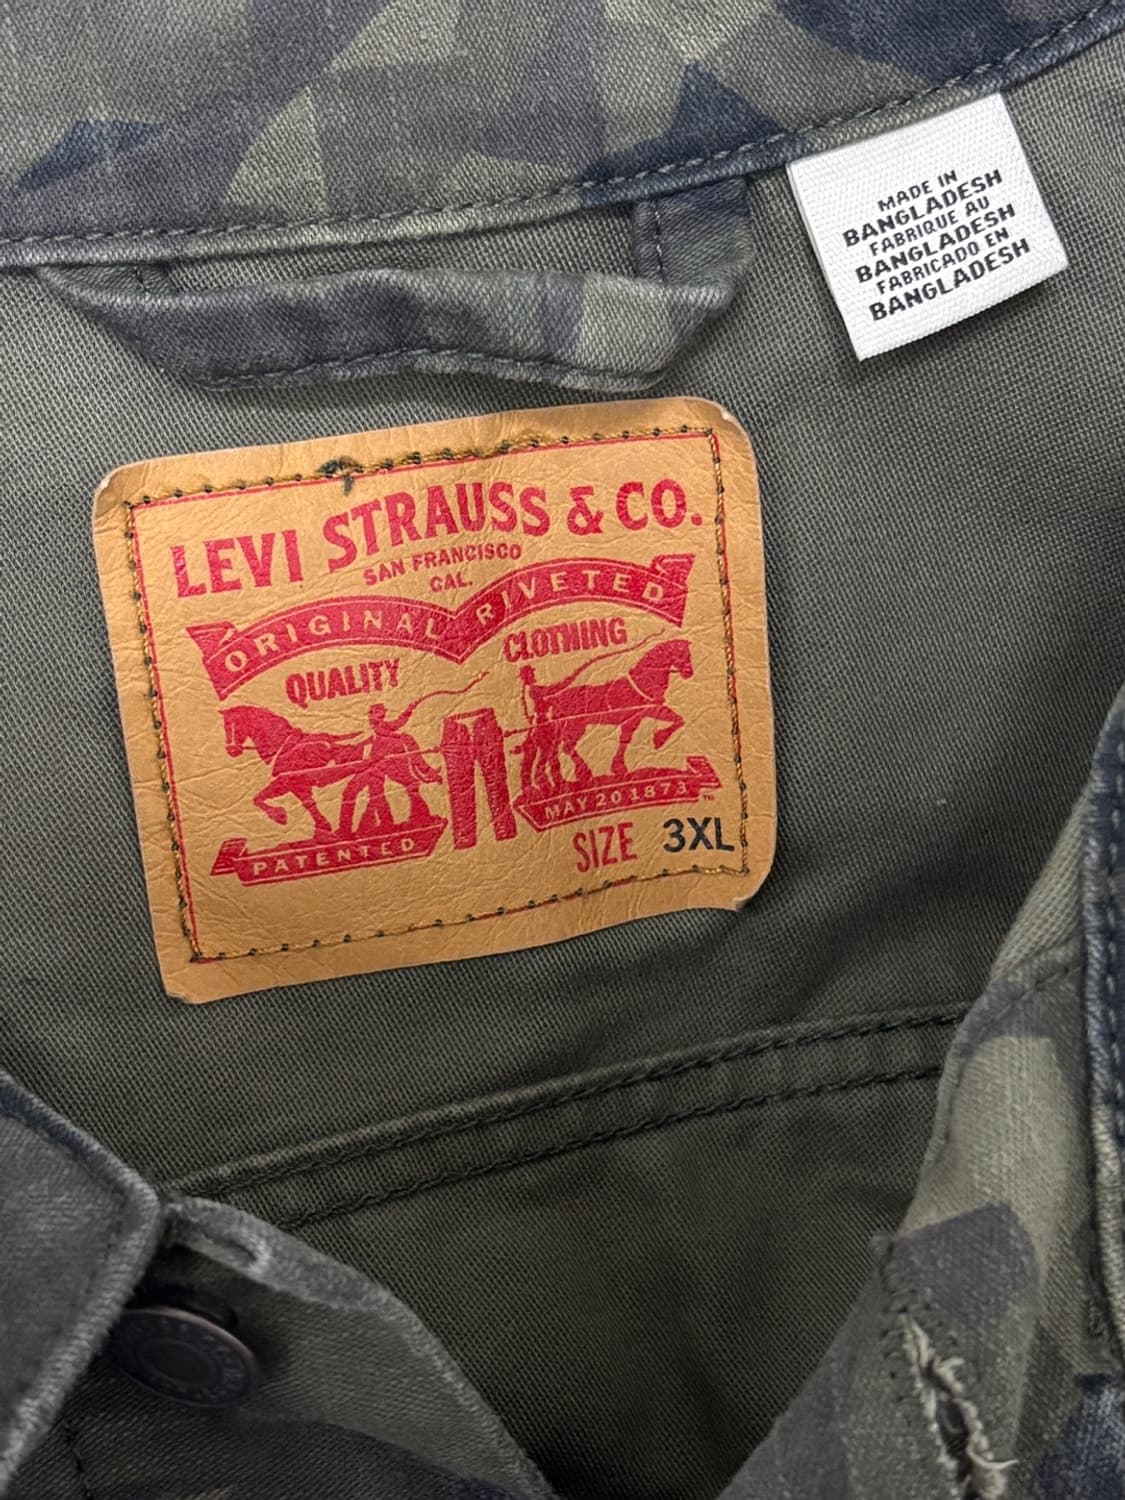 MADE IN
BANGLADESH
FABRIQUE AU
BANGLADESH
FABRICADO EN
BANGLADESH
LEVI STRAUSS & CO.
SAN FRANCISCO
CAL.
ORIGINAL RIVETED
QUALITY CLOTHING
PATENTED MAY 20 1873 ™
SIZE 3XL